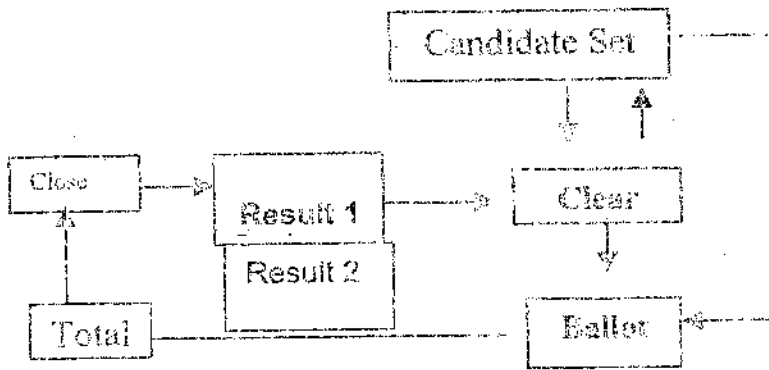 Candidate Set
Close
Result 1
Clear
Result 2
Total
Ballot